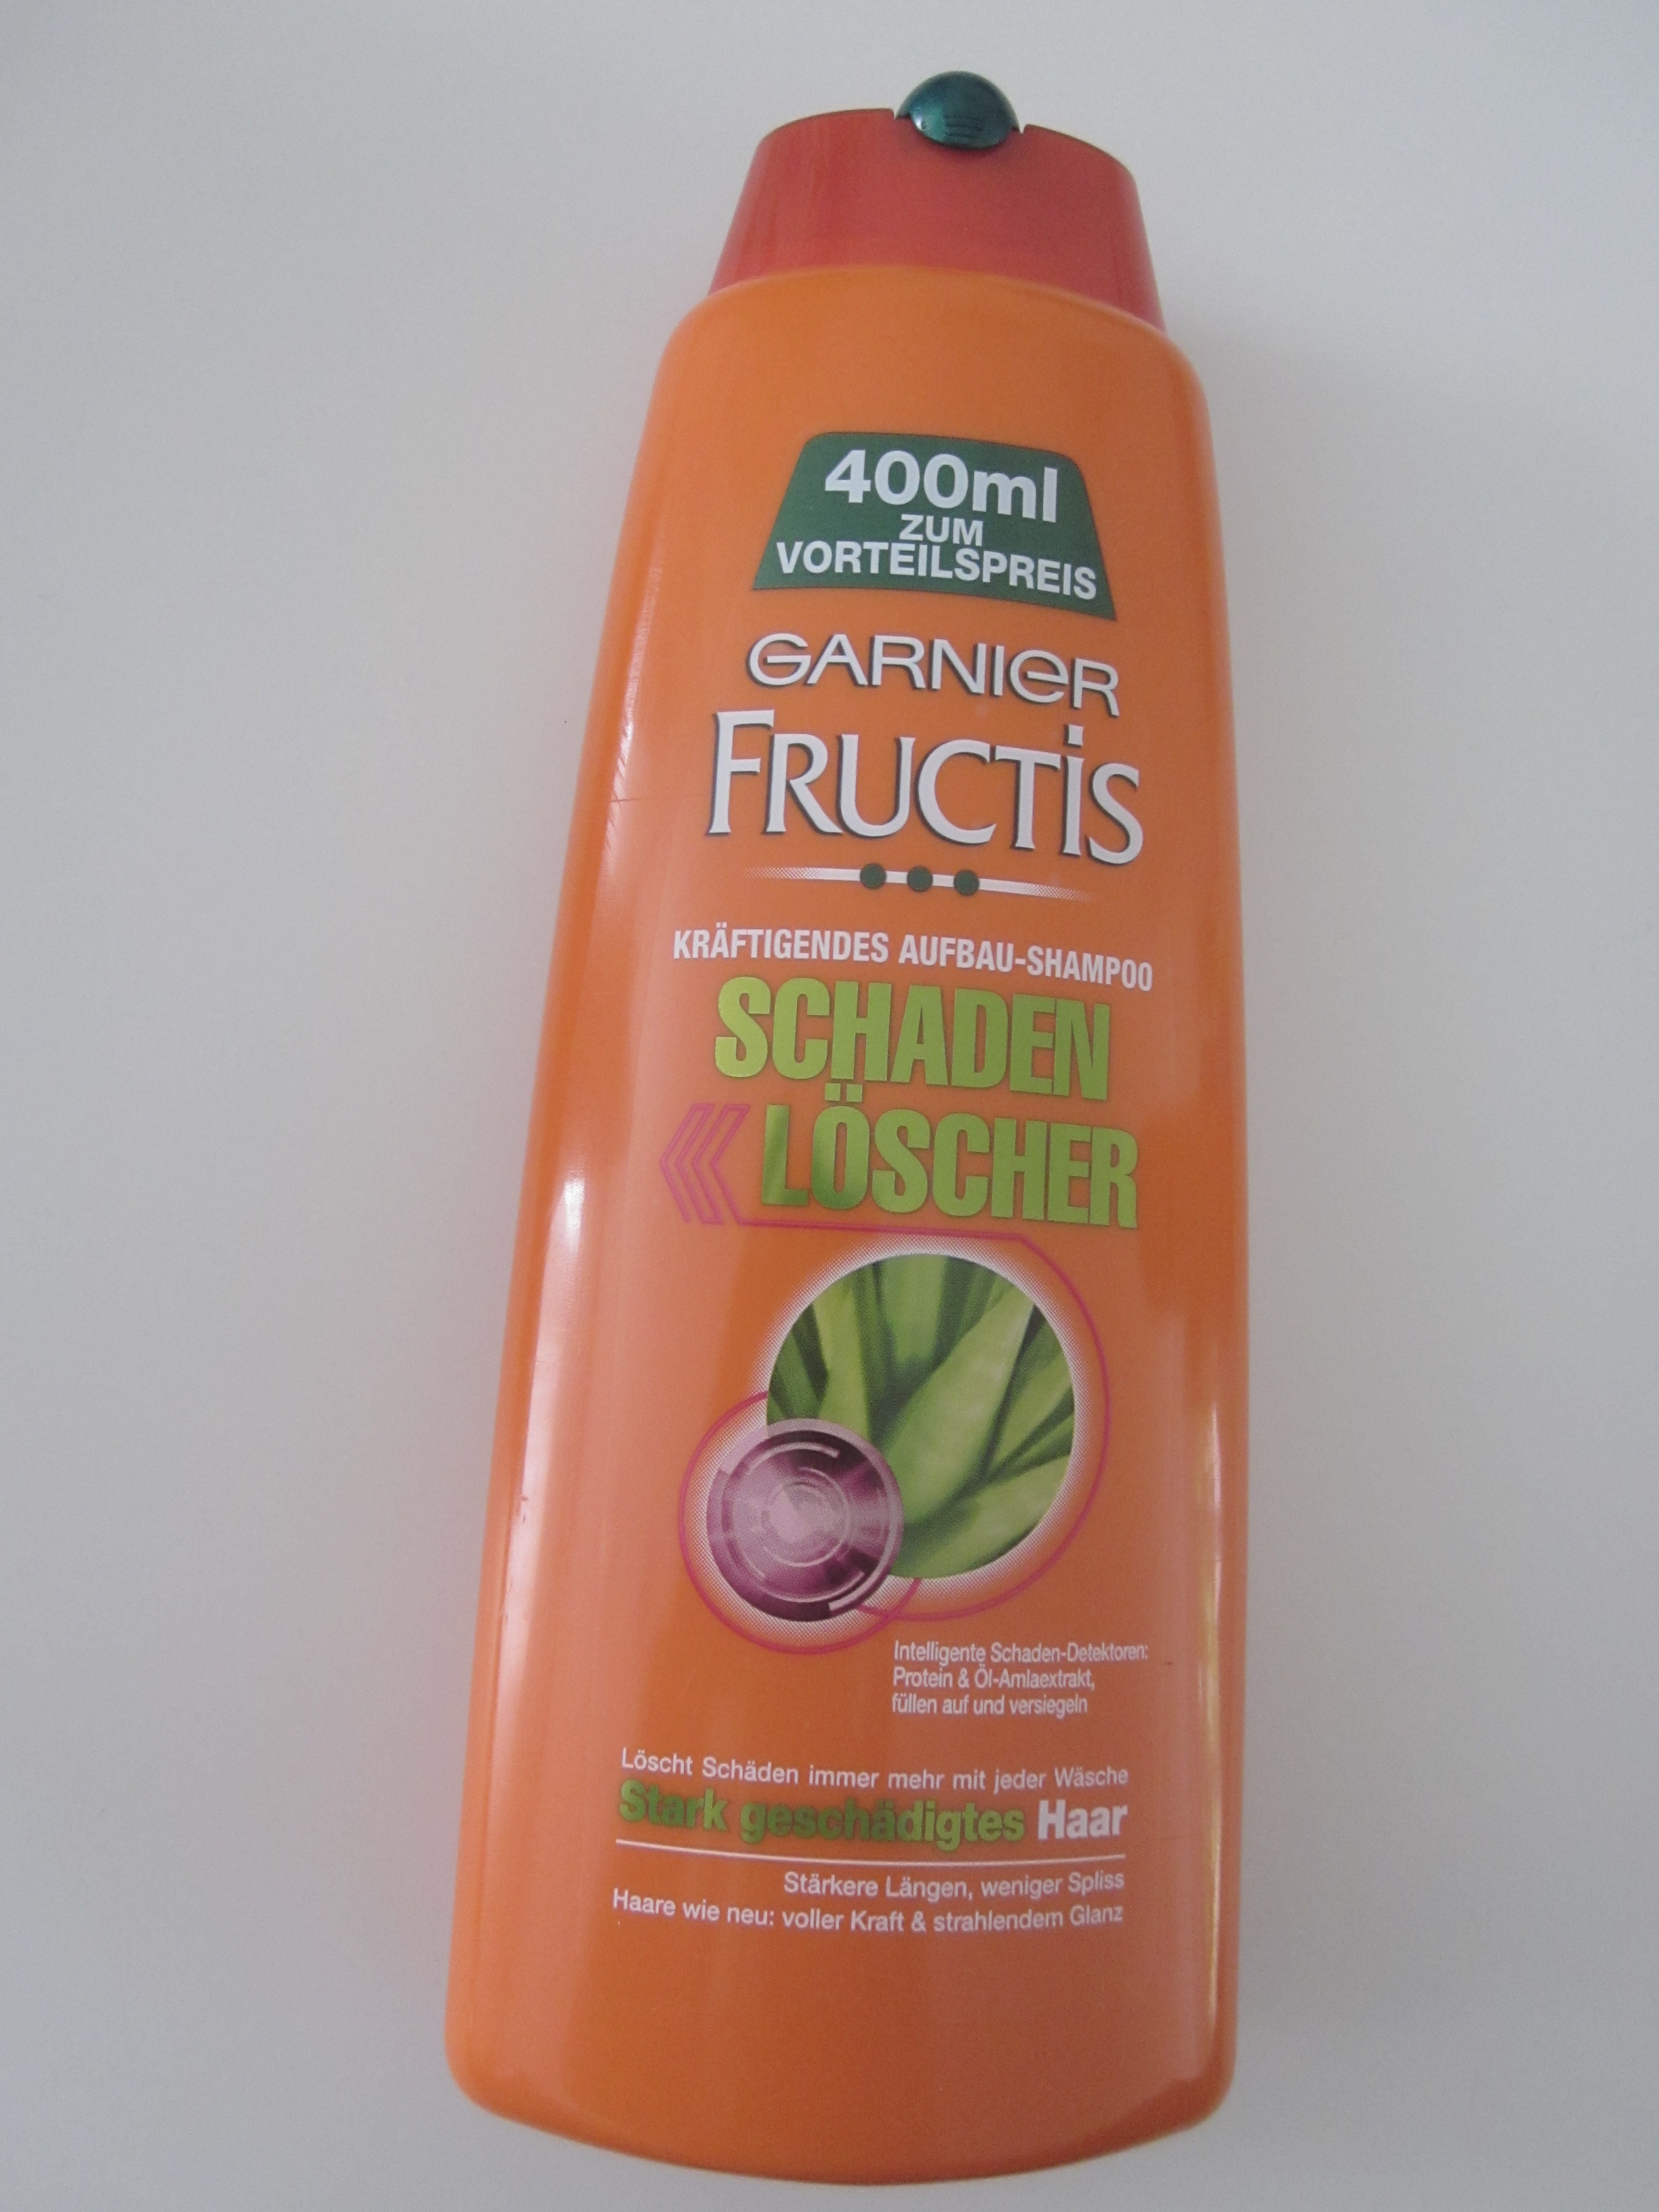 400ml
ZUM
VORTEILSPREIS
GARNIER
FRUCTIS
KRÄFTIGENDES AUFBAU-SHAMPOO
SCHADEN
LÖSCHER
Intelligente Schaden-Detektoren:
Protein & Öl-Amlaextrakt,
füllen auf und versiegeln
Löscht Schäden immer mehr mit jeder Wäsche
Stark geschädigtes Haar
Stärkere Längen, weniger Spliss
Haare wie neu: voller Kraft & strahlendem Glanz